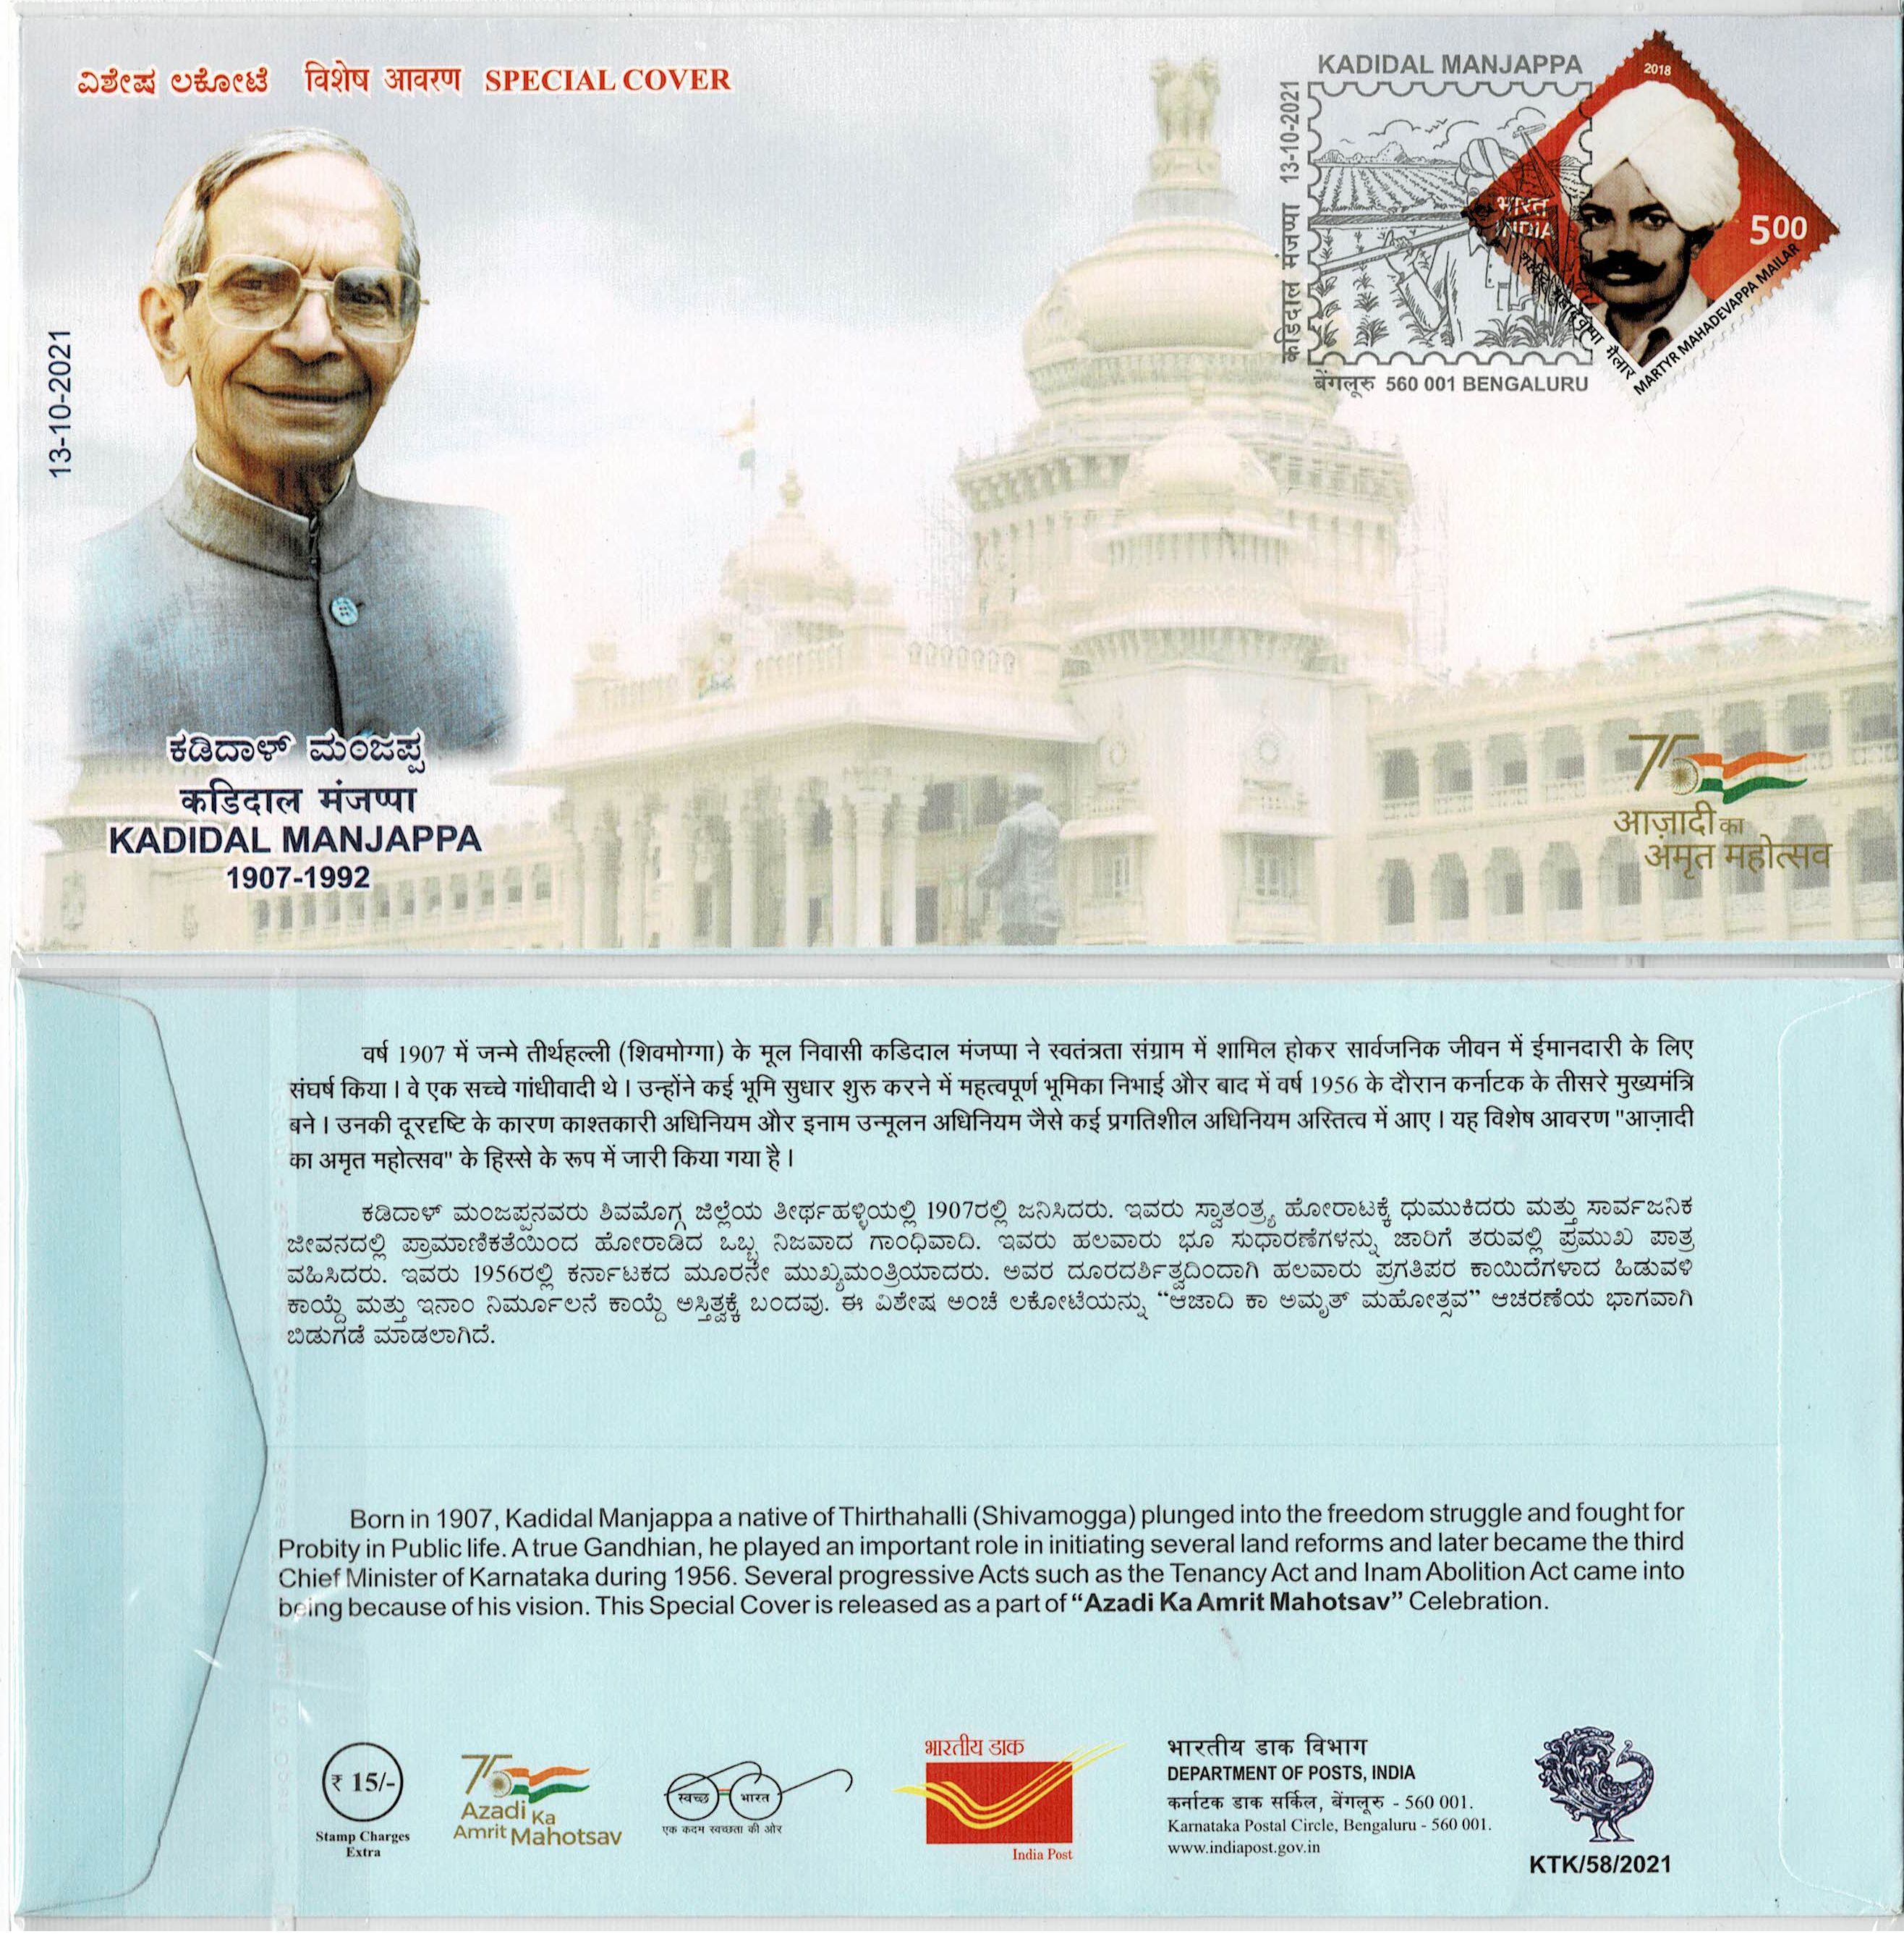 ವಿಶೇಷ ಲಕೋಟೆ विशेष आवरण SPECIAL COVER
13-10-2021
ಕಡಿದಾಳ್ ಮಂಜಪ್ಪ
कडिदाल मंजप्पा
KADIDAL MANJAPPA
1907-1992
KADIDAL MANJAPPA
कडिदाल मंजप्पा 13-10-2021
बेंगलूरु 560 001 BENGALURU
2018
भारत
INDIA
500
शहीद महादेवप्पा मैलार
MARTYR MAHADEVAPPA MAILAR
75
आज़ादी का
अमृत महोत्सव
वर्ष 1907 में जन्मे तीर्थहल्ली (शिवमोग्गा) के मूल निवासी कडिदाल मंजप्पा ने स्वतंत्रता संग्राम में शामिल होकर सार्वजनिक जीवन में ईमानदारी के लिए
संघर्ष किया । वे एक सच्चे गांधीवादी थे । उन्होंने कई भूमि सुधार शुरु करने में महत्वपूर्ण भूमिका निभाई और बाद में वर्ष 1956 के दौरान कर्नाटक के तीसरे मुख्यमंत्रि
बने । उनकी दूरदृष्टि के कारण काश्तकारी अधिनियम और इनाम उन्मूलन अधिनियम जैसे कई प्रगतिशील अधिनियम अस्तित्व में आए । यह विशेष आवरण "आज़ादी
का अमृत महोत्सव" के हिस्से के रूप में जारी किया गया है ।
ಕಡಿದಾಳ್ ಮಂಜಪ್ಪನವರು ಶಿವಮೊಗ್ಗ ಜಿಲ್ಲೆಯ ತೀರ್ಥಹಳ್ಳಿಯಲ್ಲಿ 1907ರಲ್ಲಿ ಜನಿಸಿದರು. ಇವರು ಸ್ವಾತಂತ್ರ್ಯ ಹೋರಾಟಕ್ಕೆ ಧುಮುಕಿದರು ಮತ್ತು ಸಾರ್ವಜನಿಕ
ಜೀವನದಲ್ಲಿ ಪ್ರಾಮಾಣಿಕತೆಯಿಂದ ಹೋರಾಡಿದ ಒಬ್ಬ ನಿಜವಾದ ಗಾಂಧಿವಾದಿ. ಇವರು ಹಲವಾರು ಭೂ ಸುಧಾರಣೆಗಳನ್ನು ಜಾರಿಗೆ ತರುವಲ್ಲಿ ಪ್ರಮುಖ ಪಾತ್ರ
ವಹಿಸಿದರು. ಇವರು 1956ರಲ್ಲಿ ಕರ್ನಾಟಕದ ಮೂರನೇ ಮುಖ್ಯಮಂತ್ರಿಯಾದರು. ಅವರ ದೂರದರ್ಶಿತ್ವದಿಂದಾಗಿ ಹಲವಾರು ಪ್ರಗತಿಪರ ಕಾಯಿದೆಗಳಾದ ಹಿಡುವಳಿ
ಕಾಯ್ದೆ ಮತ್ತು ಇನಾಂ ನಿರ್ಮೂಲನೆ ಕಾಯ್ದೆ ಅಸ್ತಿತ್ವಕ್ಕೆ ಬಂದವು. ಈ ವಿಶೇಷ ಅಂಚೆ ಲಕೋಟೆಯನ್ನು “ಆಜಾದಿ ಕಾ ಅಮೃತ್ ಮಹೋತ್ಸವ” ಆಚರಣೆಯ ಭಾಗವಾಗಿ
ಬಿಡುಗಡೆ ಮಾಡಲಾಗಿದೆ.
Born in 1907, Kadidal Manjappa a native of Thirthahalli (Shivamogga) plunged into the freedom struggle and fought for
Probity in Public life. A true Gandhian, he played an important role in initiating several land reforms and later became the third
Chief Minister of Karnataka during 1956. Several progressive Acts such as the Tenancy Act and Inam Abolition Act came into
being because of his vision. This Special Cover is released as a part of “Azadi Ka Amrit Mahotsav” Celebration.
₹ 15/-
Stamp Charges
Extra
75
Azadi Ka
Amrit Mahotsav
स्वच्छ भारत
एक कदम स्वच्छता की ओर
भारतीय डाक
India Post
भारतीय डाक विभाग
DEPARTMENT OF POSTS, INDIA
कर्नाटक डाक सर्किल, बेंगलूरु - 560 001.
Karnataka Postal Circle, Bengaluru - 560 001.
www.indiapost.gov.in
KTK/58/2021